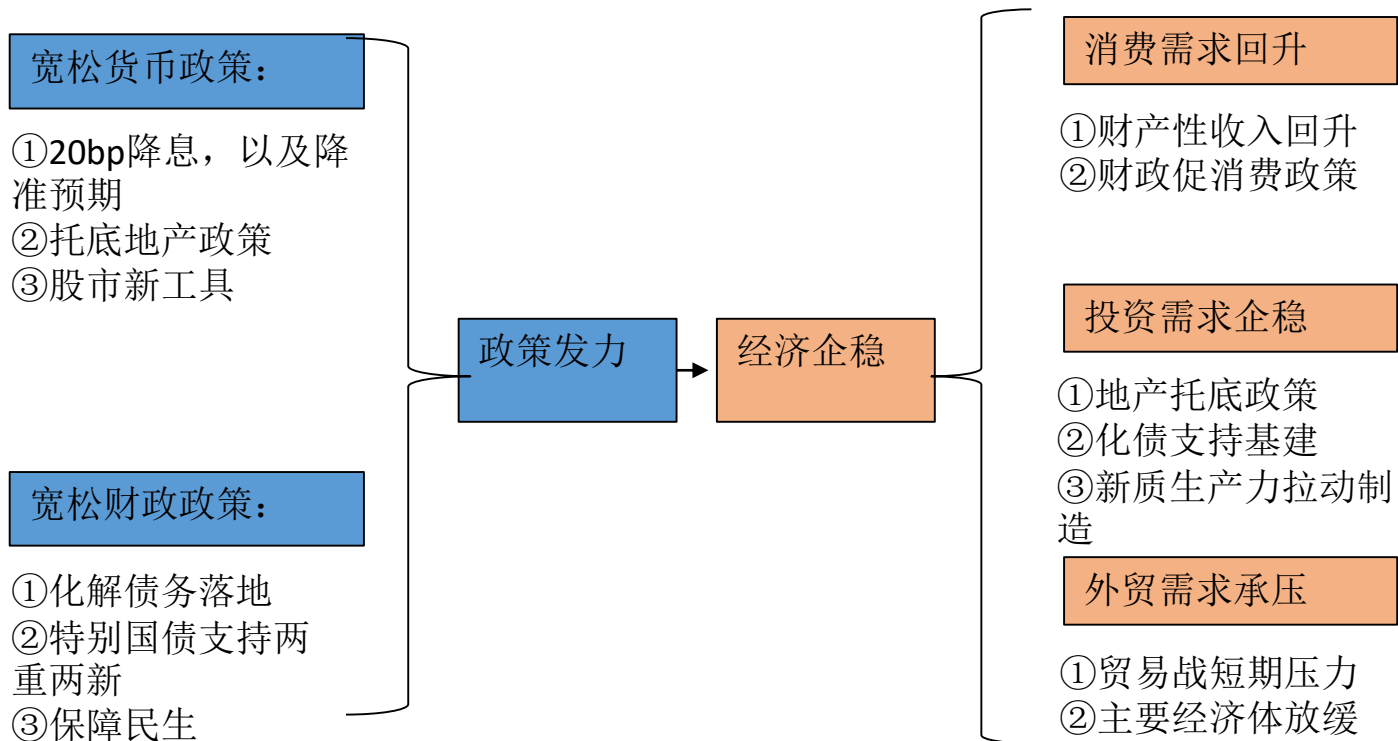 宽松货币政策：
①20bp降息，以及降
准预期
②托底地产政策
③股市新工具
宽松财政政策：
①化解债务落地
②特别国债支持两
重两新
③保障民生
政策发力
经济企稳
消费需求回升
①财产性收入回升
②财政促消费政策
投资需求企稳
①地产托底政策
②化债支持基建
③新质生产力拉动制
造
外贸需求承压
①贸易战短期压力
②主要经济体放缓